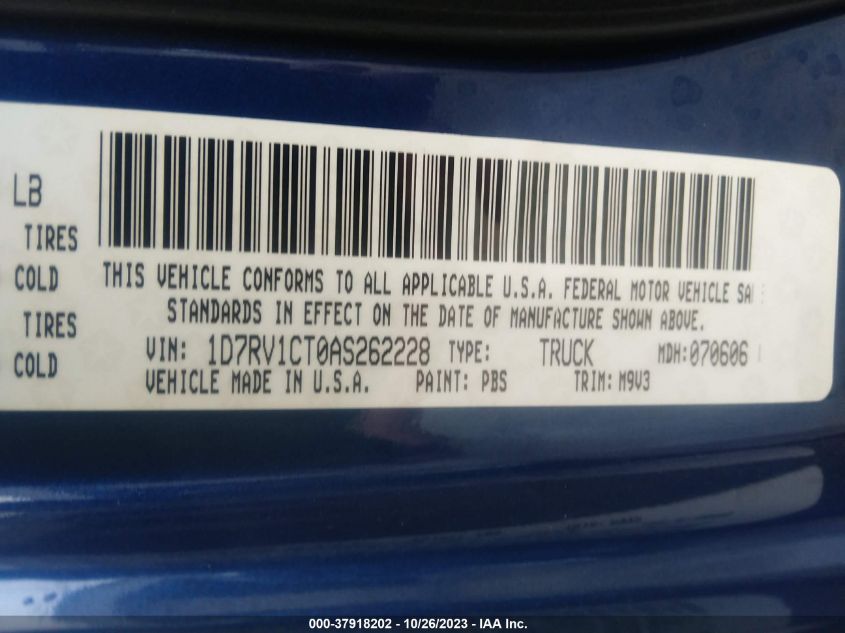 LB
TIRES
COLD
THIS VEHICLE CONFORMS TO ALL APPLICABLE U.S.A. FEDERAL MOTOR VEHICLE SA
TIRES
STANDARDS IN EFFECT ON THE DATE OF MANUFACTURE SHOWN ABOVE.
COLD
VIN: 1D7RV1CT0AS262228 TYPE: TRUCK MDH:070606
VEHICLE MADE IN U.S.A. PAINT: PBS TRIM: M9V3
000-37918202 - 10/26/2023 - IAA Inc.